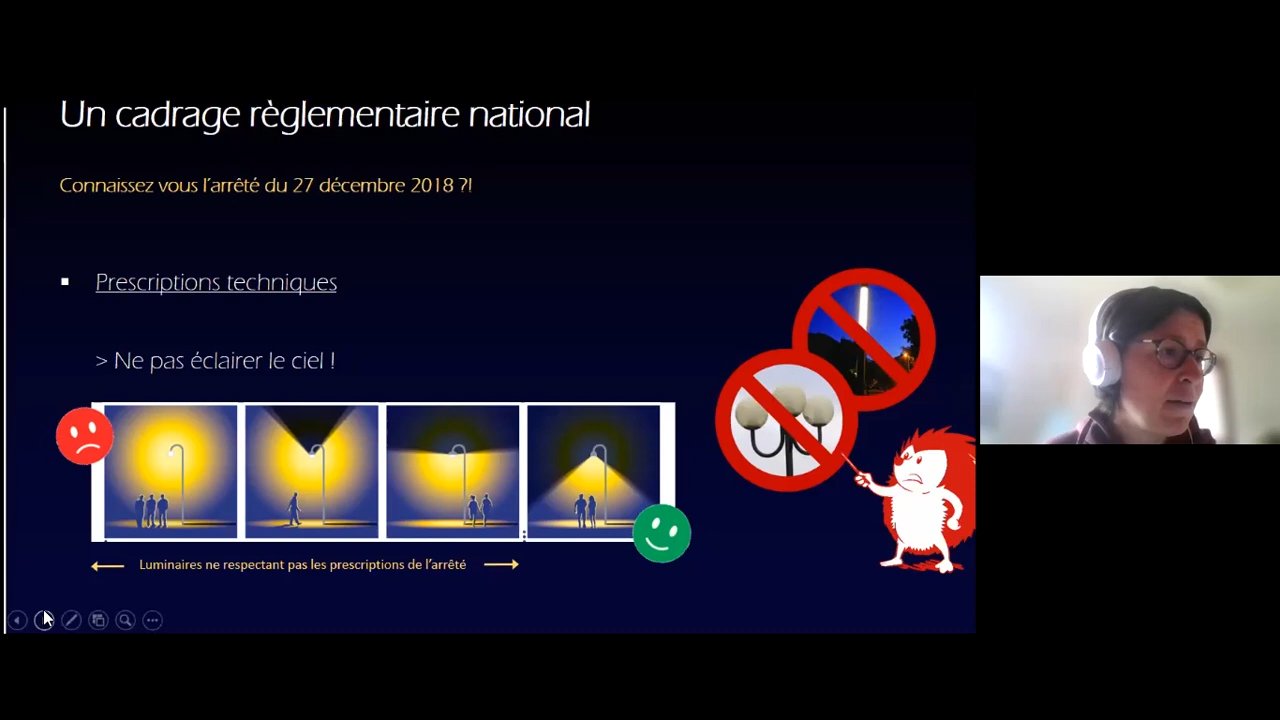 Un cadrage règlementaire national
Connaissez vous l'arrêté du 27 décembre 2018 ?!
Prescriptions techniques
> Ne pas éclairer le ciel !
Luminaires ne respectant pas les prescriptions de l'arrêté